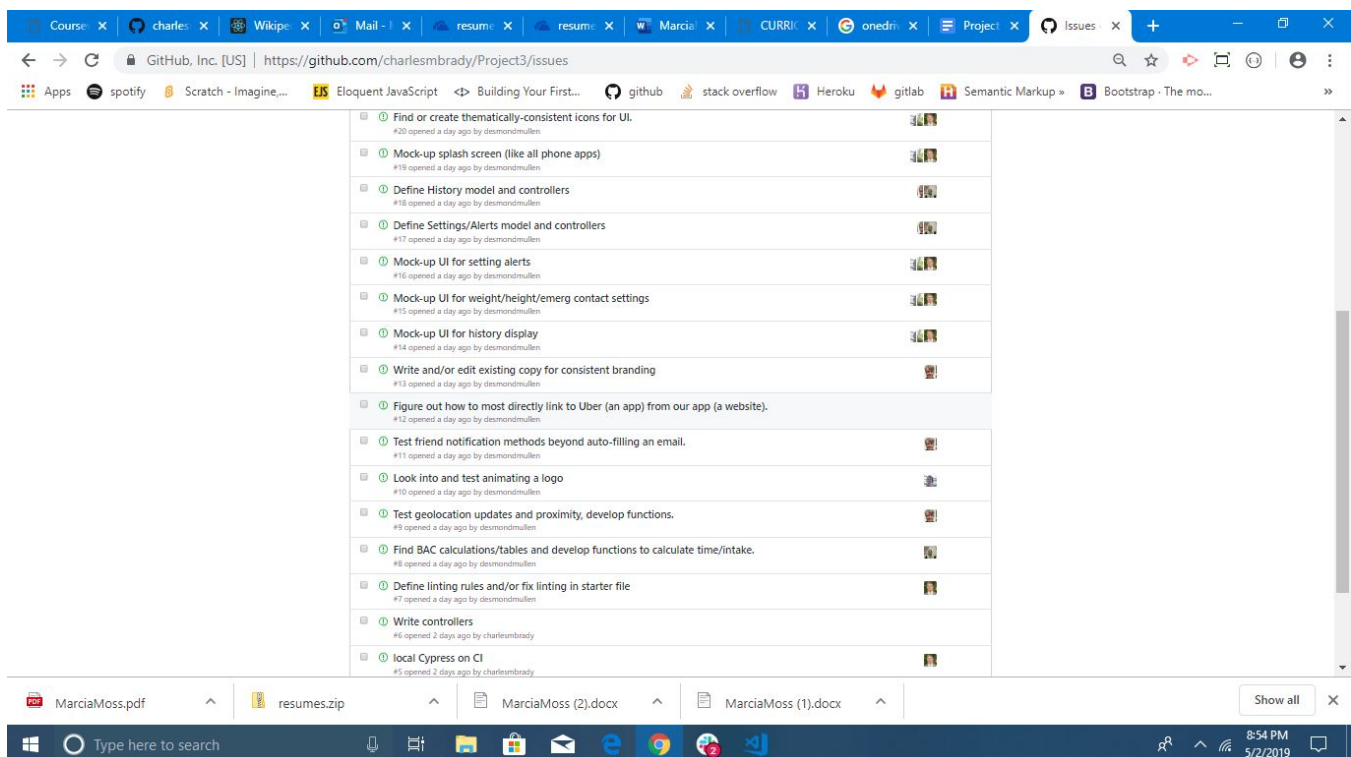 Course
charles
Wikipe
Mail -
resume
resume
Marcial
CURRIC
onedriv
Project
Issues
GitHub, Inc. [US] | https://github.com/charlesmbrady/Project3/issues
Apps
spotify
Scratch - Imagine,...
EJS Eloquent JavaScript
Building Your First...
github
stack overflow
Heroku
gitlab
Semantic Markup »
B Bootstrap · The mo...
»
Find or create thematically-consistent icons for UI.
#20 opened a day ago by desmondmullen
Mock-up splash screen (like all phone apps)
#19 opened a day ago by desmondmullen
Define History model and controllers
#18 opened a day ago by desmondmullen
Define Settings/Alerts model and controllers
#17 opened a day ago by desmondmullen
Mock-up UI for setting alerts
#16 opened a day ago by desmondmullen
Mock-up UI for weight/height/emerg contact settings
#15 opened a day ago by desmondmullen
Mock-up UI for history display
#14 opened a day ago by desmondmullen
Write and/or edit existing copy for consistent branding
#13 opened a day ago by desmondmullen
Figure out how to most directly link to Uber (an app) from our app (a website).
#12 opened a day ago by desmondmullen
Test friend notification methods beyond auto-filling an email.
#11 opened a day ago by desmondmullen
Look into and test animating a logo
#10 opened a day ago by desmondmullen
Test geolocation updates and proximity, develop functions.
#9 opened a day ago by desmondmullen
Find BAC calculations/tables and develop functions to calculate time/intake.
#8 opened a day ago by desmondmullen
Define linting rules and/or fix linting in starter file
#7 opened a day ago by desmondmullen
Write controllers
#6 opened 2 days ago by charlesmbrady
local Cypress on CI
#5 opened 2 days ago by charlesmbrady
PDF MarciaMoss.pdf
resumes.zip
MarciaMoss (2).docx
MarciaMoss (1).docx
Show all
Type here to search
8:54 PM
5/2/2019